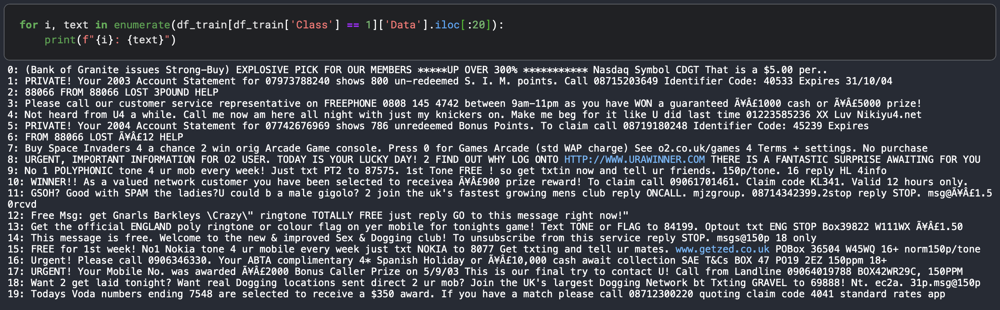 for i, text in enumerate(df_train[df_train['Class'] == 1]['Data'].iloc[:20]):
    print(f"{i}: {text}")
0: (Bank of Granite issues Strong-Buy) EXPLOSIVE PICK FOR OUR MEMBERS *****UP OVER 300% *********** Nasdaq Symbol CDGT That is a $5.00 per..
1: PRIVATE! Your 2003 Account Statement for 07973788240 shows 800 un-redeemed S. I. M. points. Call 08715203649 Identifier Code: 40533 Expires 31/10/04
2: 88066 FROM 88066 LOST 3POUND HELP
3: Please call our customer service representative on FREEPHONE 0808 145 4742 between 9am-11pm as you have WON a guaranteed Ã¥Â£1000 cash or Ã¥Â£5000 prize!
4: Not heard from U4 a while. Call me now am here all night with just my knickers on. Make me beg for it like U did last time 01223585236 XX Luv Nikiyu4.net
5: PRIVATE! Your 2004 Account Statement for 07742676969 shows 786 unredeemed Bonus Points. To claim call 08719180248 Identifier Code: 45239 Expires
6: FROM 88066 LOST Ã¥Â£12 HELP
7: Buy Space Invaders 4 a chance 2 win orig Arcade Game console. Press 0 for Games Arcade (std WAP charge) See o2.co.uk/games 4 Terms + settings. No purchase
8: URGENT, IMPORTANT INFORMATION FOR O2 USER. TODAY IS YOUR LUCKY DAY! 2 FIND OUT WHY LOG ONTO HTTP://WWW.URAWINNER.COM THERE IS A FANTASTIC SURPRISE AWAITING FOR YOU
9: No 1 POLYPHONIC tone 4 ur mob every week! Just txt PT2 to 87575. 1st Tone FREE ! so get txtin now and tell ur friends. 150p/tone. 16 reply HL 4info
10: WINNER!! As a valued network customer you have been selected to receivea Ã¥Â£900 prize reward! To claim call 09061701461. Claim code KL341. Valid 12 hours only.
11: GSOH? Good with SPAM the ladies?U could b a male gigolo? 2 join the uk's fastest growing mens club reply ONCALL. mjzgroup. 08714342399.2stop reply STOP. msg@Ã¥Â£1.5
0rcvd
12: Free Msg: get Gnarls Barkleys \Crazy\" ringtone TOTALLY FREE just reply GO to this message right now!"
13: Get the official ENGLAND poly ringtone or colour flag on yer mobile for tonights game! Text TONE or FLAG to 84199. Optout txt ENG STOP Box39822 W111WX Ã¥Â£1.50
14: This message is free. Welcome to the new & improved Sex & Dogging club! To unsubscribe from this service reply STOP. msgs@150p 18 only
15: FREE for 1st week! No1 Nokia tone 4 ur mobile every week just txt NOKIA to 8077 Get txting and tell ur mates. www.getzed.co.uk POBox 36504 W45WQ 16+ norm150p/tone
16: Urgent! Please call 0906346330. Your ABTA complimentary 4* Spanish Holiday or Ã¥Â£10,000 cash await collection SAE T&Cs BOX 47 PO19 2EZ 150ppm 18+
17: URGENT! Your Mobile No. was awarded Ã¥Â£2000 Bonus Caller Prize on 5/9/03 This is our final try to contact U! Call from Landline 09064019788 BOX42WR29C, 150PPM
18: Want 2 get laid tonight? Want real Dogging locations sent direct 2 ur mob? Join the UK's largest Dogging Network bt Txting GRAVEL to 69888! Nt. ec2a. 31p.msg@150p
19: Todays Voda numbers ending 7548 are selected to receive a $350 award. If you have a match please call 08712300220 quoting claim code 4041 standard rates app